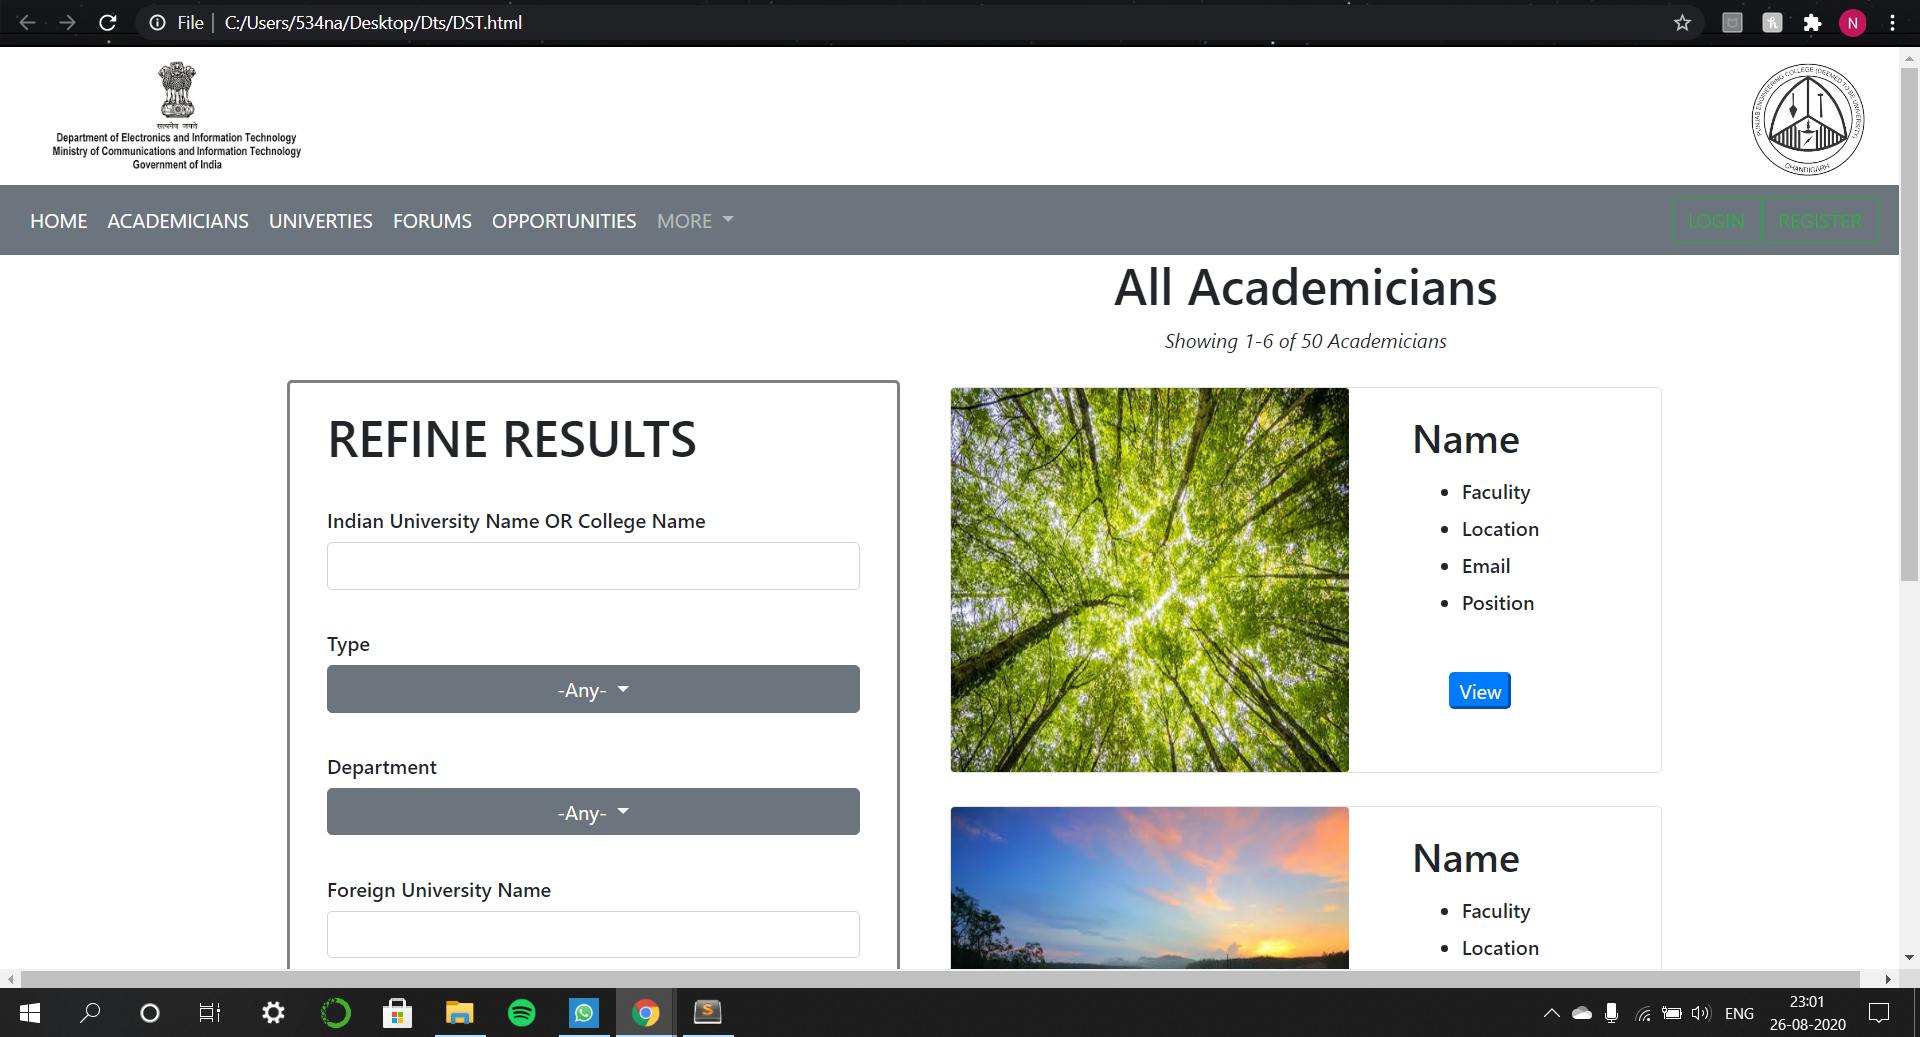 File
C:/Users/534na/Desktop/Dts/DST.html
N
सत्यमेव जयते
Department of Electronics and Information Technology
Ministry of Communications and Information Technology
Government of India
PUNJAB ENGINEERING COLLEGE (DEEMED TO BE UNIVERSITY)
CHANDIGARH
HOME ACADEMICIANS UNIVERTIES FORUMS OPPORTUNITIES MORE
LOGIN REGISTER
All Academicians
Showing 1-6 of 50 Academicians
REFINE RESULTS
Indian University Name OR College Name
Type
-Any-
Department
-Any-
Foreign University Name
Name
Faculity
Location
Email
Position
View
Name
Faculity
Location
ENG
23:01
26-08-2020